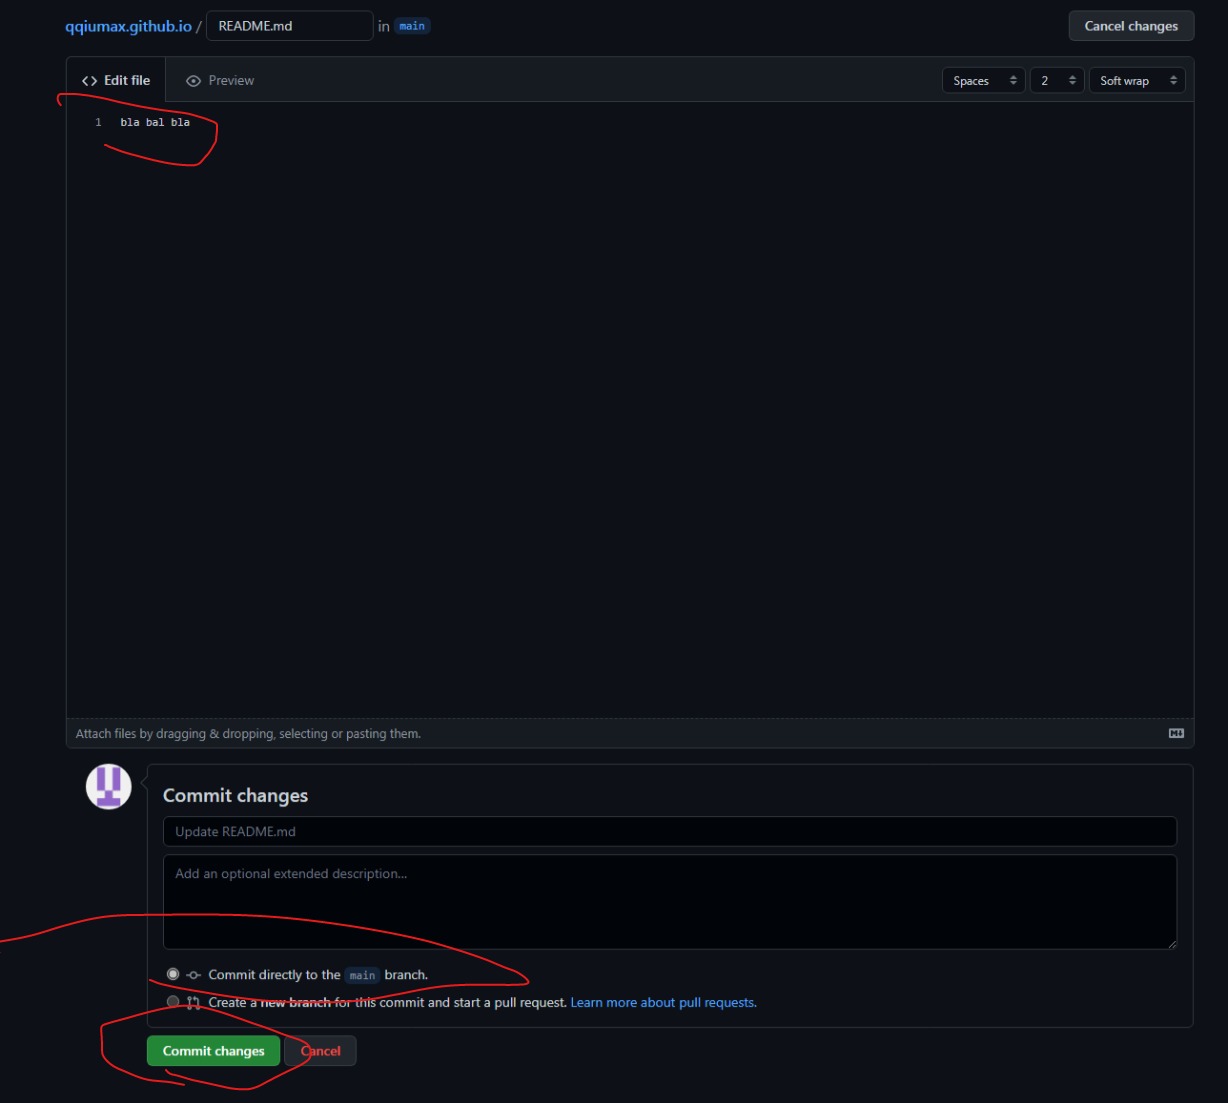 qqiumax.github.io / README.md in main Cancel changes
<> Edit file Preview Spaces 2 Soft wrap
1 bla bal bla
Attach files by dragging & dropping, selecting or pasting them.
Commit changes
Update README.md
Add an optional extended description...
Commit directly to the main branch.
Create a new branch for this commit and start a pull request. Learn more about pull requests.
Commit changes Cancel